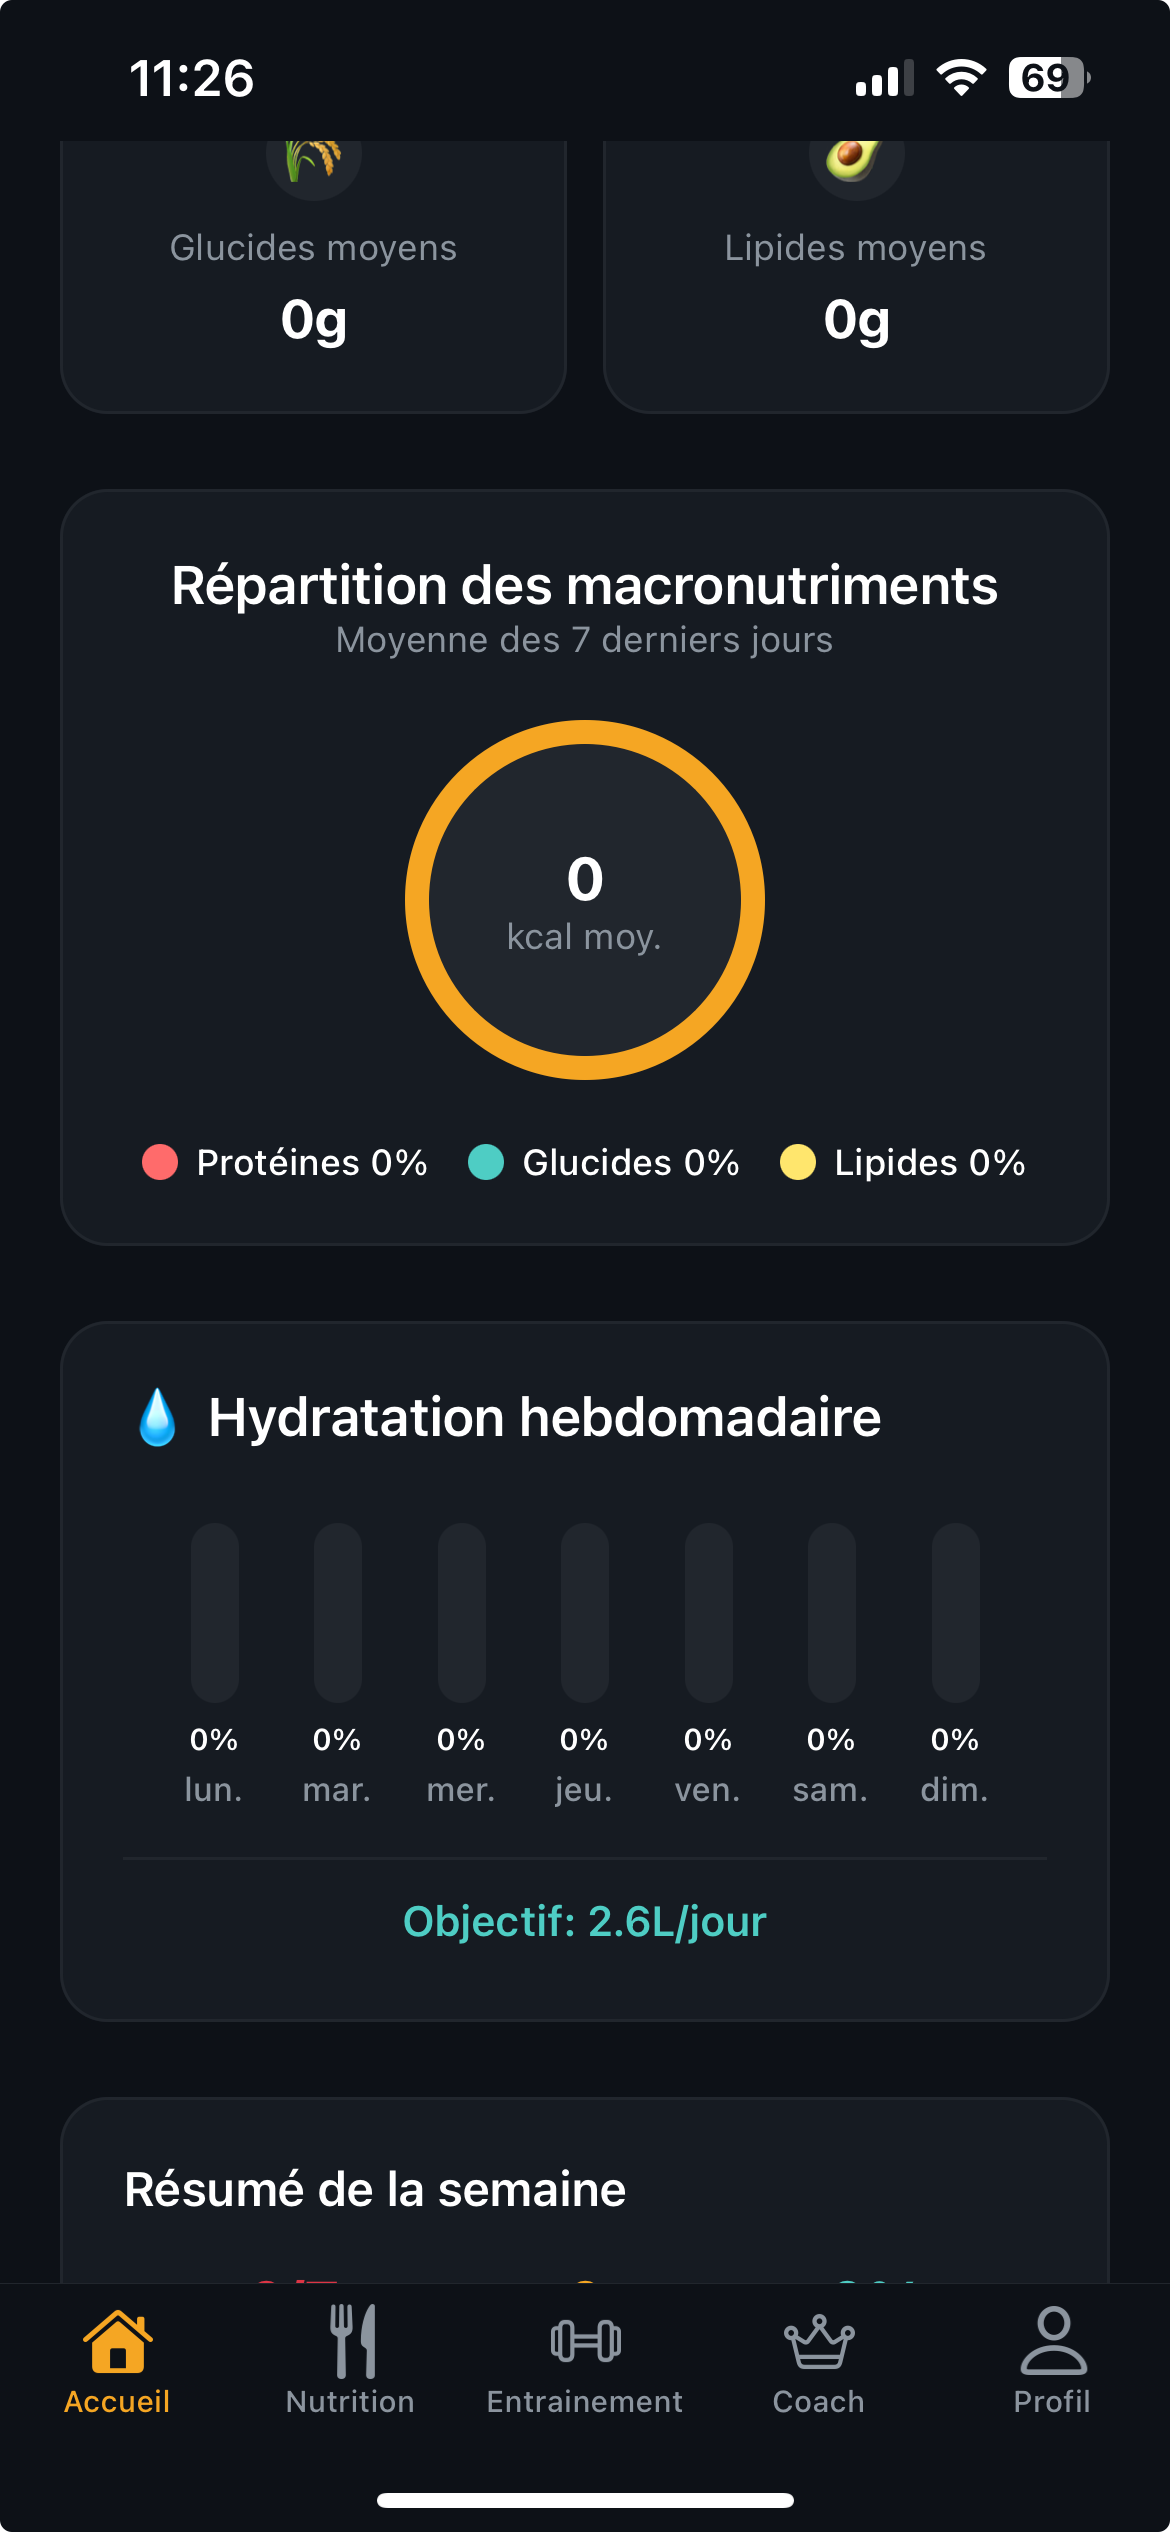 11:26
69
Glucides moyens
0g
Lipides moyens
0g
Répartition des macronutriments
Moyenne des 7 derniers jours
0
kcal moy.
Protéines 0%
Glucides 0%
Lipides 0%
Hydratation hebdomadaire
0% 0% 0% 0% 0% 0% 0%
lun. mar. mer. jeu. ven. sam. dim.
Objectif: 2.6L/jour
Résumé de la semaine
Accueil
Nutrition
Entrainement
Coach
Profil